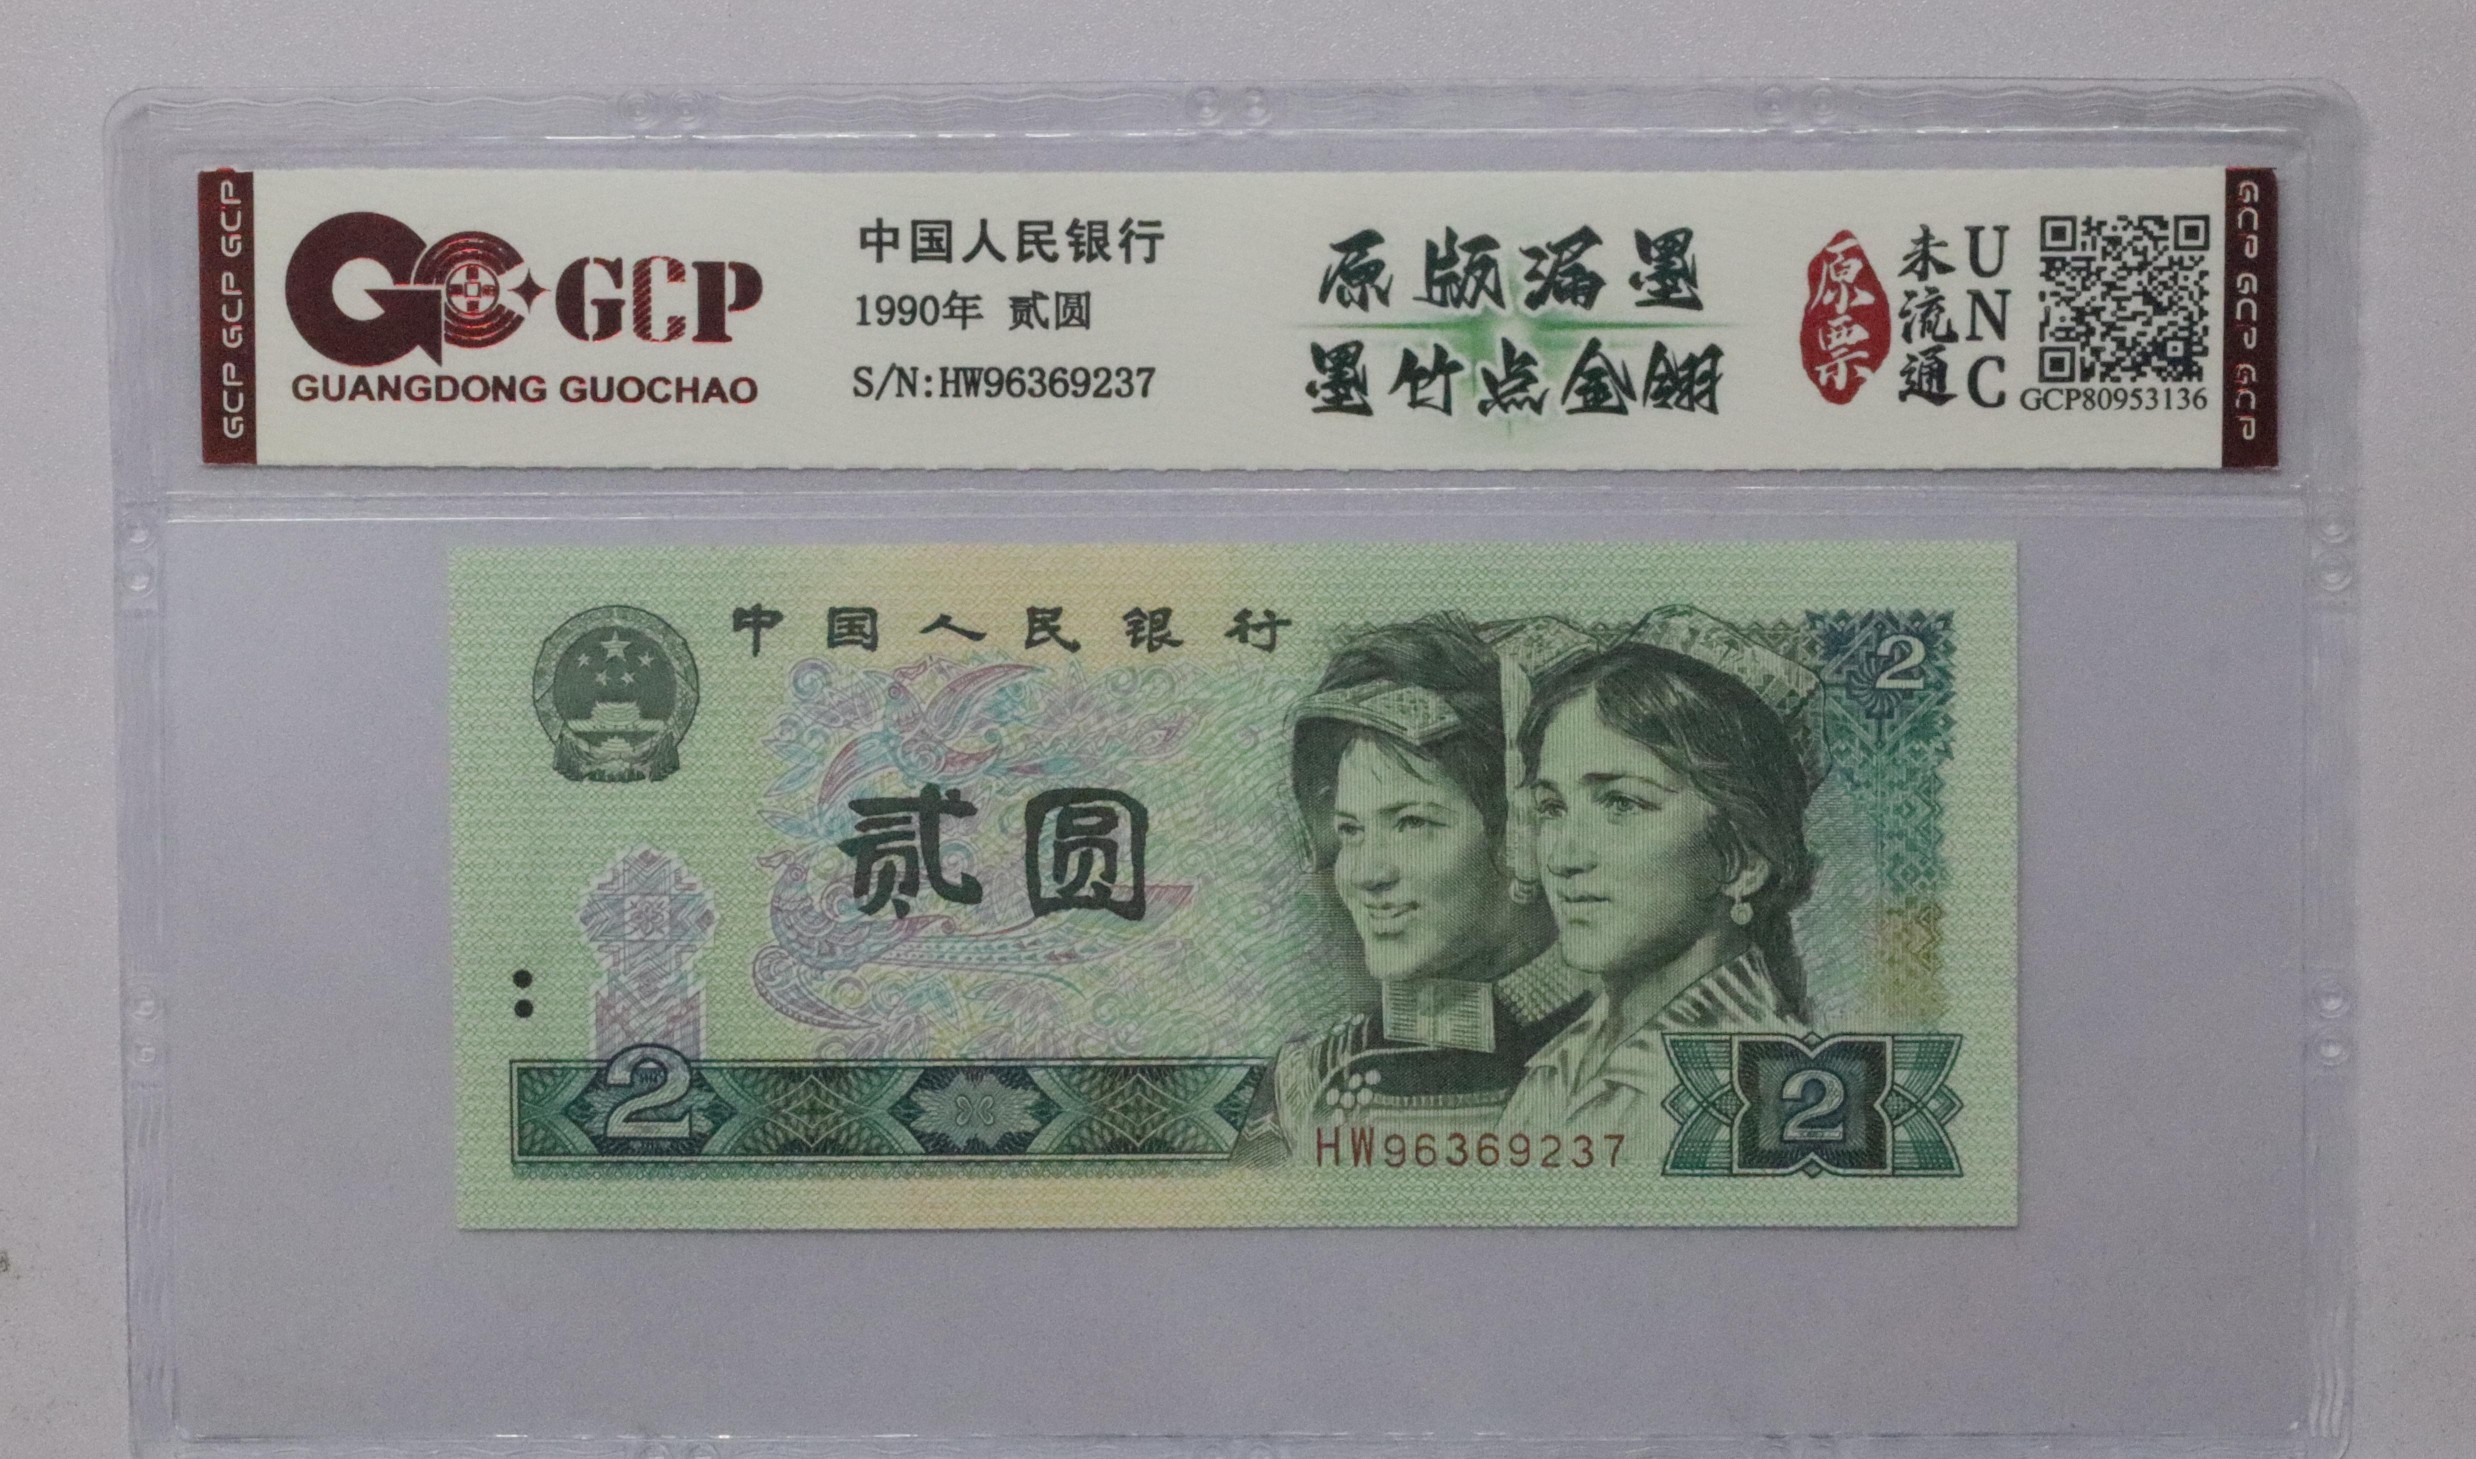 GCP GCP GCP
GCP
GUANGDONG GUOCHAO
中国人民银行
1990年 贰圆
S/N:HW96369237
原版漏墨
墨竹点金翎
原票
未流通
UNC
GCP80953136
GCP GCP GCP
中国人民银行
2
贰圆
2
2
HW96369237